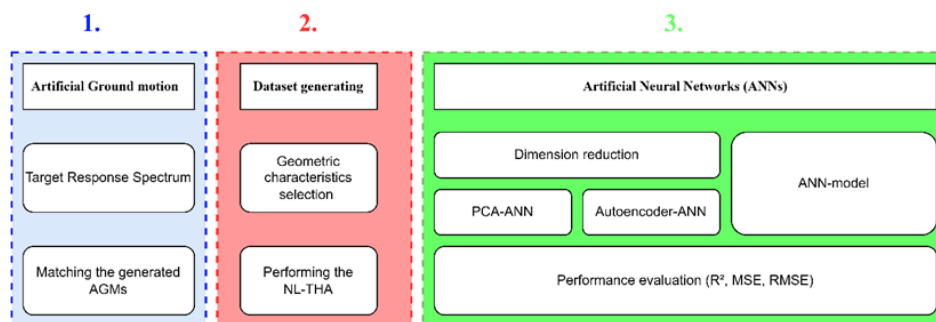 1.
2.
3.
Artificial Ground motion
Dataset generating
Artificial Neural Networks (ANNs)
Target Response Spectrum
Geometric
characteristics
selection
Dimension reduction
ANN-model
PCA-ANN
Autoencoder-ANN
Matching the generated
AGMs
Performing the
NL-THA
Performance evaluation (R², MSE, RMSE)